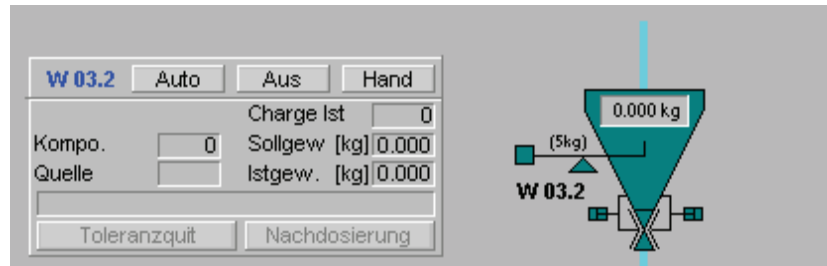 W 03.2 Auto Aus Hand
Charge Ist 0
Kompo. 0 Sollgew [kg] 0.000
Quelle Istgew. [kg] 0.000
Toleranzquit Nachdosierung
0.000 kg
(5kg)
W 03.2